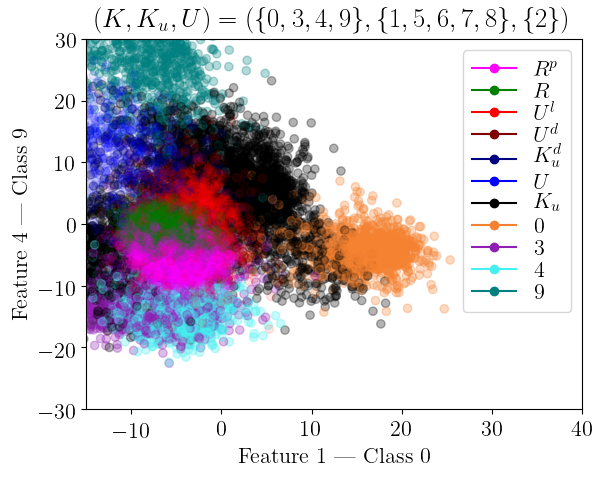 (K, K_u, U) = ({0, 3, 4, 9}, {1, 5, 6, 7, 8}, {2})
30
20
10
0
−10
−20
−30
Feature 4 — Class 9
−10
0
10
20
30
40
Feature 1 — Class 0
R^p
R
U^l
U^d
K_u^d
U
K_u
0
3
4
9